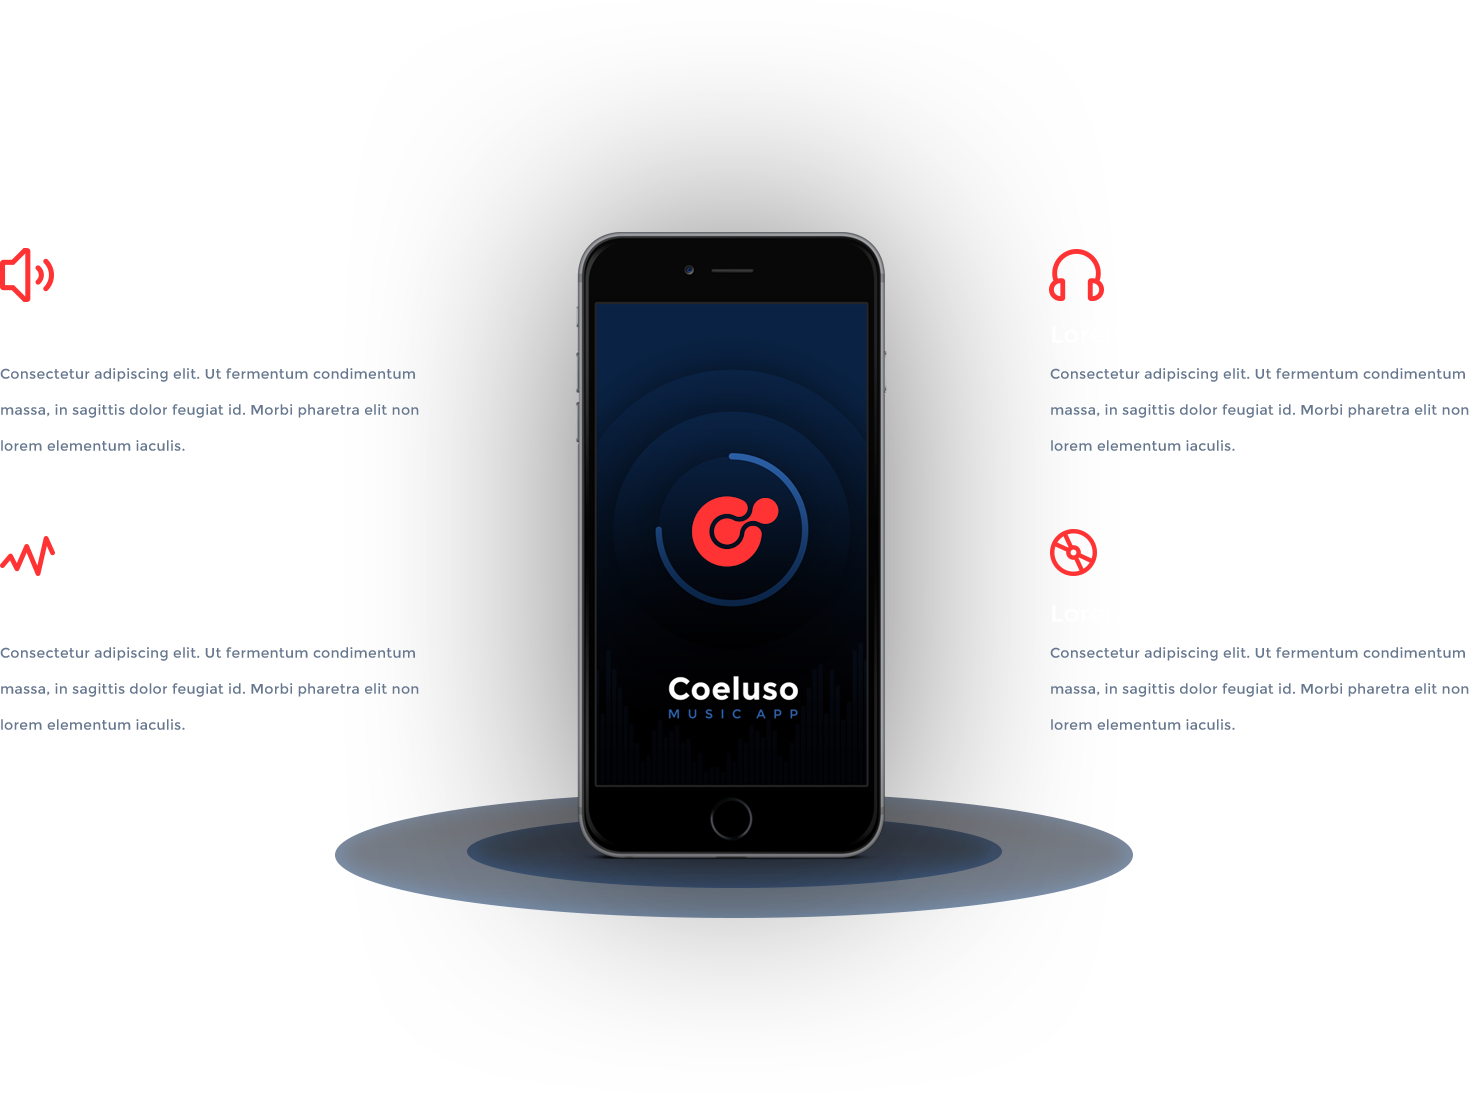 Consectetur adipiscing elit. Ut fermentum condimentum
massa, in sagittis dolor feugiat id. Morbi pharetra elit non
lorem elementum iaculis.
Consectetur adipiscing elit. Ut fermentum condimentum
massa, in sagittis dolor feugiat id. Morbi pharetra elit non
lorem elementum iaculis.
Coeluso
MUSIC APP
Consectetur adipiscing elit. Ut fermentum condimentum
massa, in sagittis dolor feugiat id. Morbi pharetra elit non
lorem elementum iaculis.
Consectetur adipiscing elit. Ut fermentum condimentum
massa, in sagittis dolor feugiat id. Morbi pharetra elit non
lorem elementum iaculis.